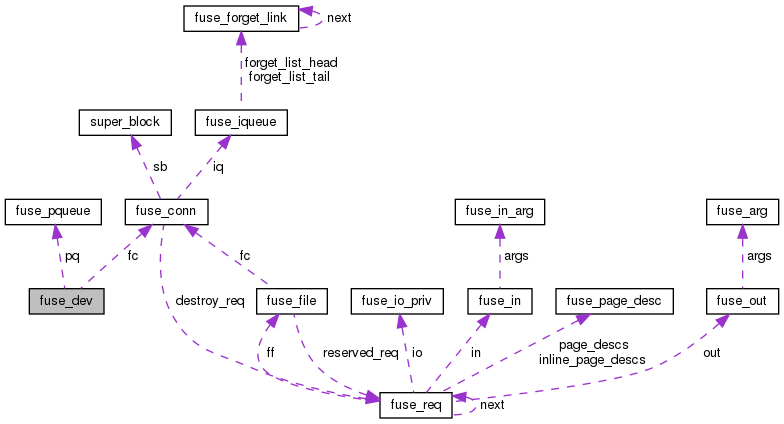 fuse_forget_link
next
forget_list_head
forget_list_tail
super_block
fuse_iqueue
sb
iq
fuse_pqueue
fuse_conn
fuse_in_arg
fuse_arg
pq
fc
fc
args
args
fuse_dev
destroy_req
fuse_file
fuse_io_priv
fuse_in
fuse_page_desc
fuse_out
ff
reserved_req
io
in
page_descs
inline_page_descs
out
fuse_req
next